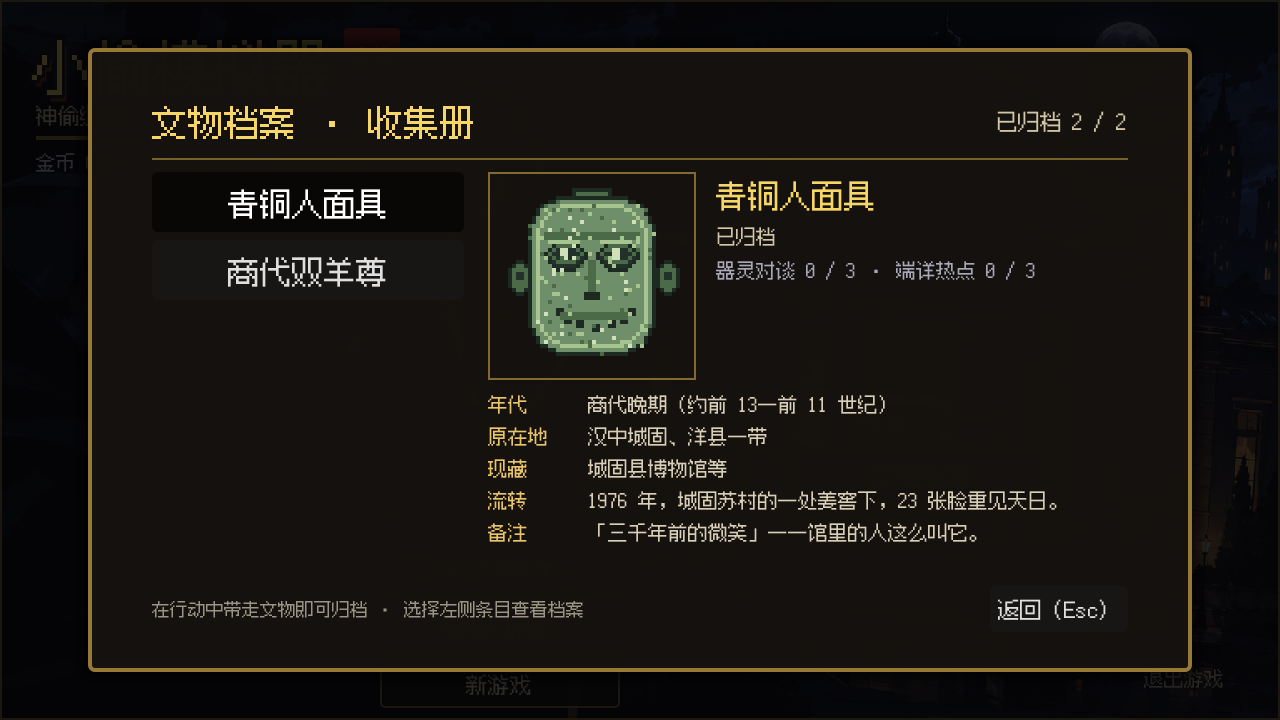 文物档案 · 收集册
已归档 2 / 2
青铜人面具
商代双羊尊
青铜人面具
已归档
器灵对谈 0 / 3 · 端详热点 0 / 3
年代 商代晚期（约前 13—前 11 世纪）
原在地 汉中城固、洋县一带
现藏 城固县博物馆等
流转 1976 年，城固苏村的一处姜窖下，23 张脸重见天日。
备注 「三千年前的微笑」——馆里的人这么叫它。
在行动中带走文物即可归档 · 选择左侧条目查看档案
返回（Esc）
小
神偷
金币
新游戏
退出游戏